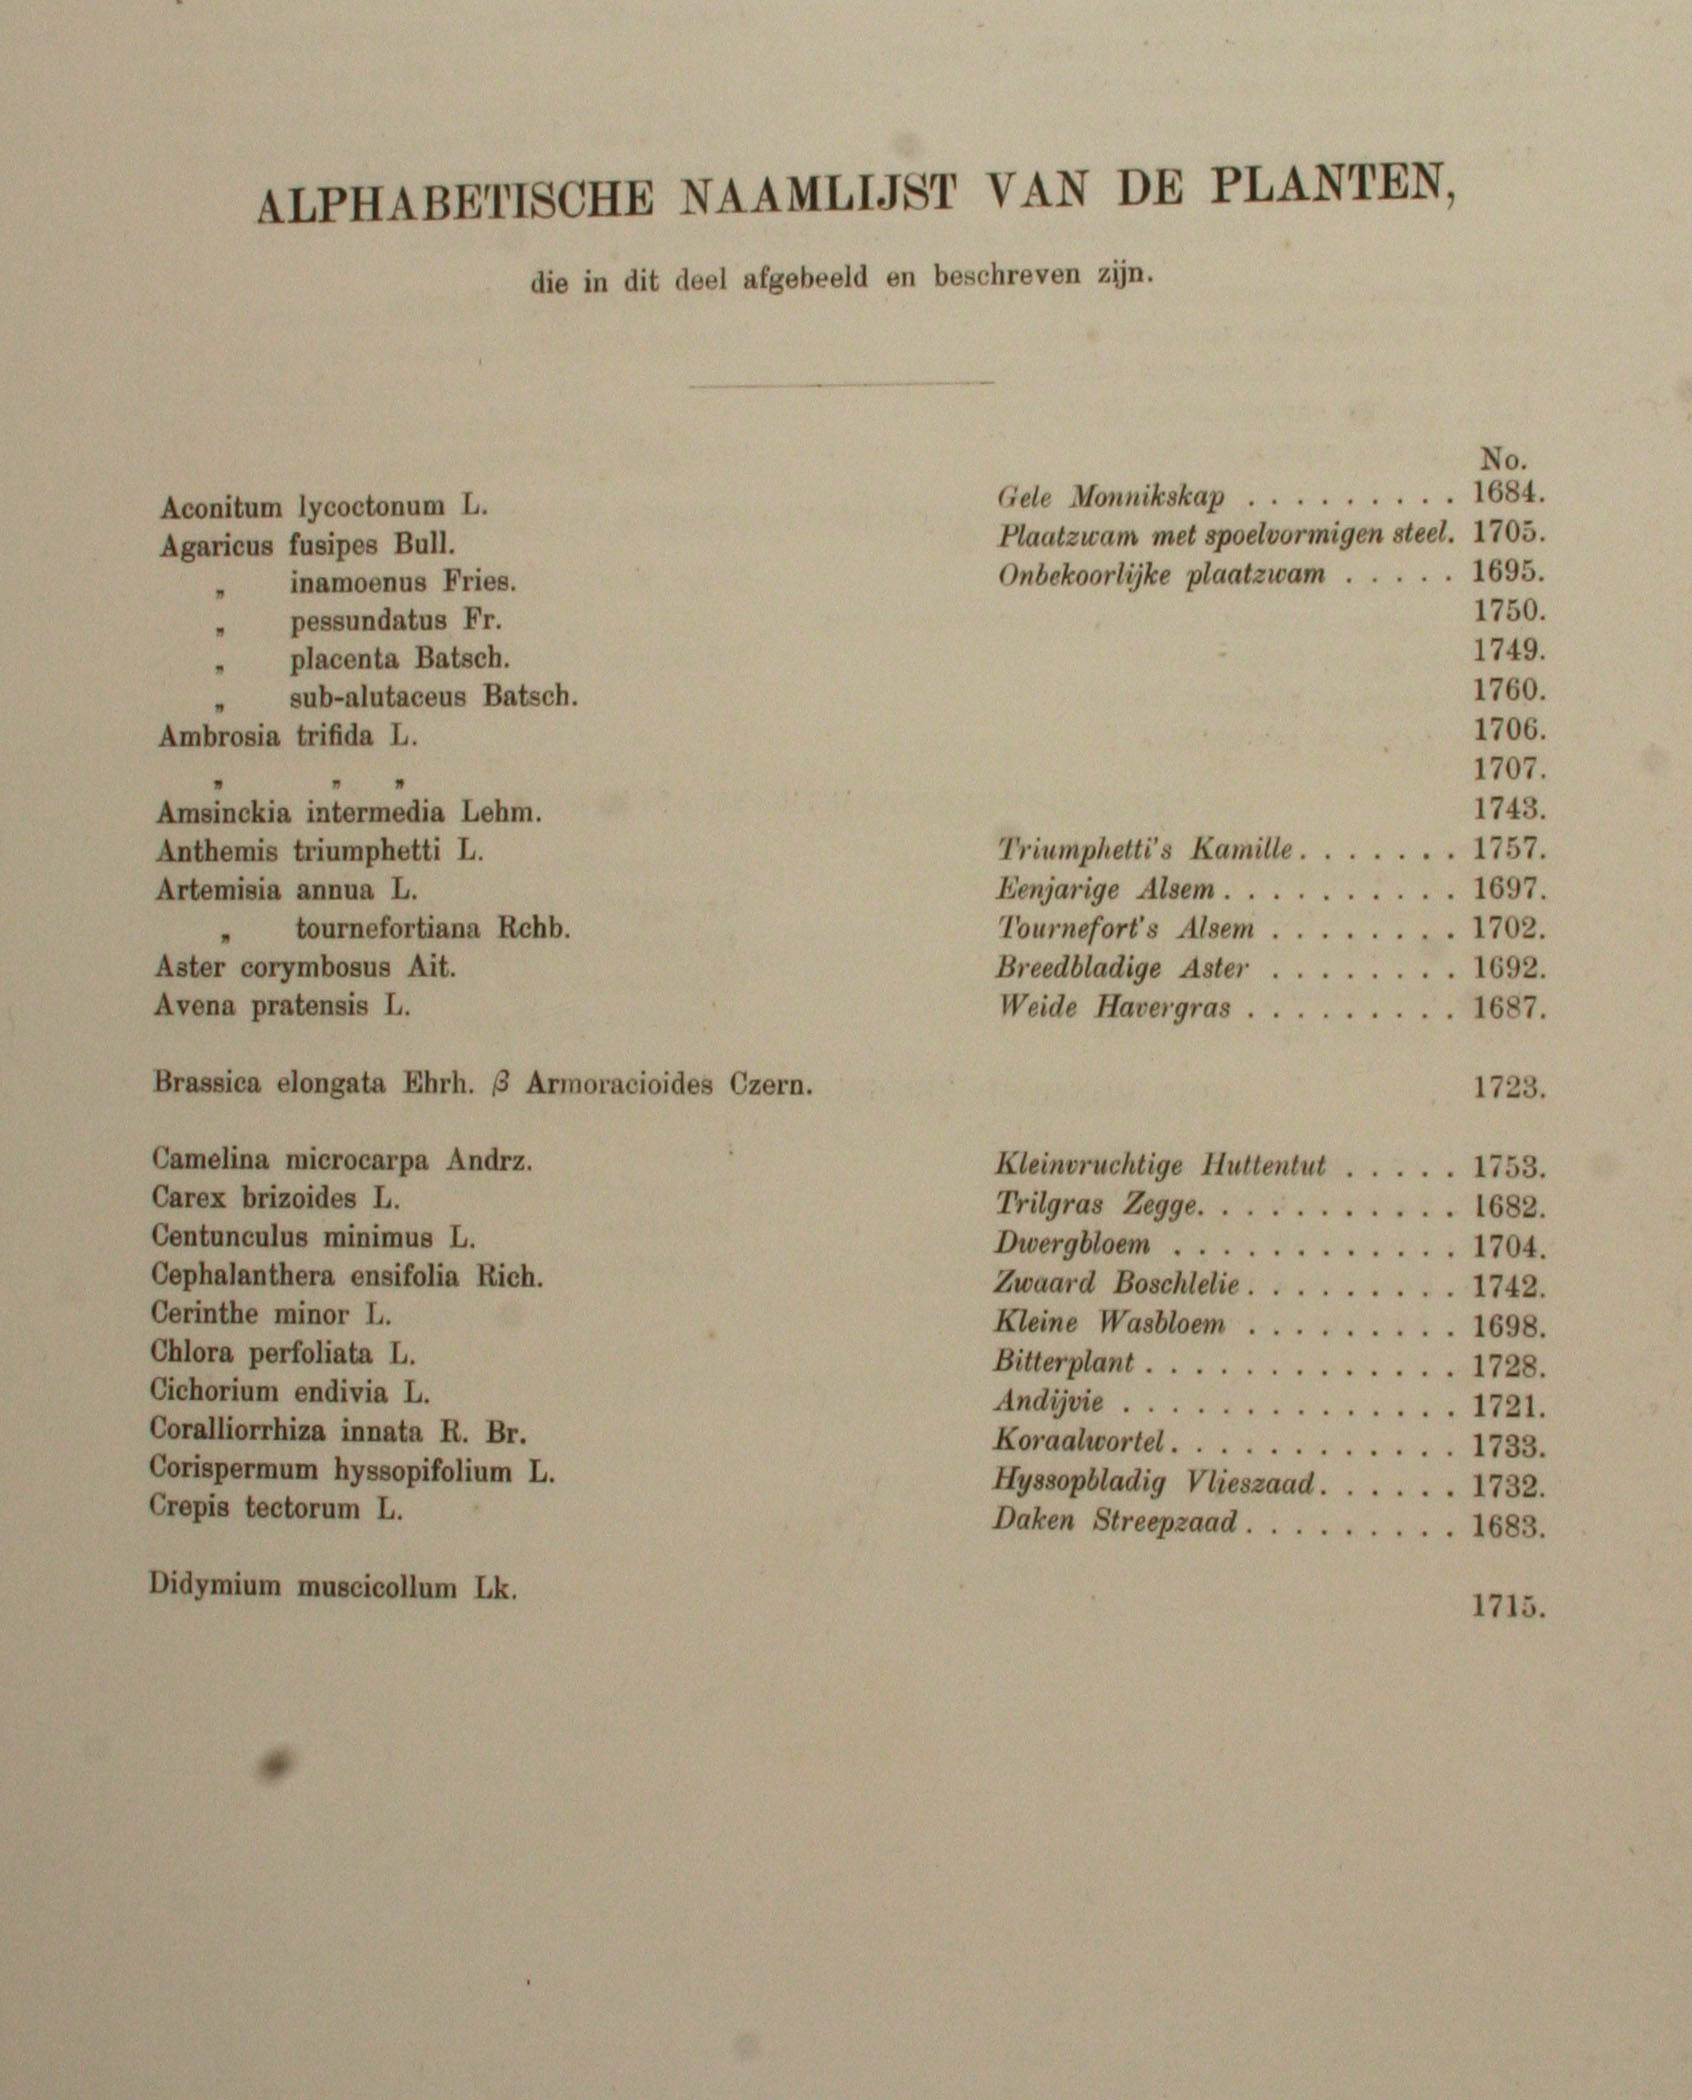 ALPHABETISCHE NAAMLIJST VAN DE PLANTEN,
die in dit deel afgebeeld en beschreven zijn.
No.
Aconitum lycoctonum L. Gele Monnikskap . . . . . . . . . 1684.
Agaricus fusipes Bull. Plaatzwam met spoelvormigen steel. 1705.
„ inamoenus Fries. Onbekoorlijke plaatzwam . . . . . 1695.
„ pessundatus Fr. 1750.
„ placenta Batsch. 1749.
„ sub-alutaceus Batsch. 1760.
Ambrosia trifida L. 1706.
„ „ „ 1707.
Amsinckia intermedia Lehm. 1743.
Anthemis triumphetti L. Triumphetti's Kamille. . . . . . . 1757.
Artemisia annua L. Eenjarige Alsem. . . . . . . . . . 1697.
„ tournefortiana Rchb. Tournefort's Alsem . . . . . . . . 1702.
Aster corymbosus Ait. Breedbladige Aster . . . . . . . . 1692.
Avena pratensis L. Weide Havergras . . . . . . . . . 1687.
Brassica elongata Ehrh. β Armoracioides Czern. 1723.
Camelina microcarpa Andrz. Kleinvruchtige Huttentut . . . . . 1753.
Carex brizoides L. Trilgras Zegge. . . . . . . . . . . 1682.
Centunculus minimus L. Dwergbloem . . . . . . . . . . . . 1704.
Cephalanthera ensifolia Rich. Zwaard Boschlelie. . . . . . . . . 1742.
Cerinthe minor L. Kleine Wasbloem . . . . . . . . . 1698.
Chlora perfoliata L. Bitterplant . . . . . . . . . . . . . 1728.
Cichorium endivia L. Andijvie . . . . . . . . . . . . . . 1721.
Coralliorrhiza innata R. Br. Koraalwortel. . . . . . . . . . . . 1733.
Corispermum hyssopifolium L. Hyssopbladig Vlieszaad. . . . . . 1732.
Crepis tectorum L. Daken Streepzaad . . . . . . . . . 1683.
Didymium muscicollum Lk. 1715.